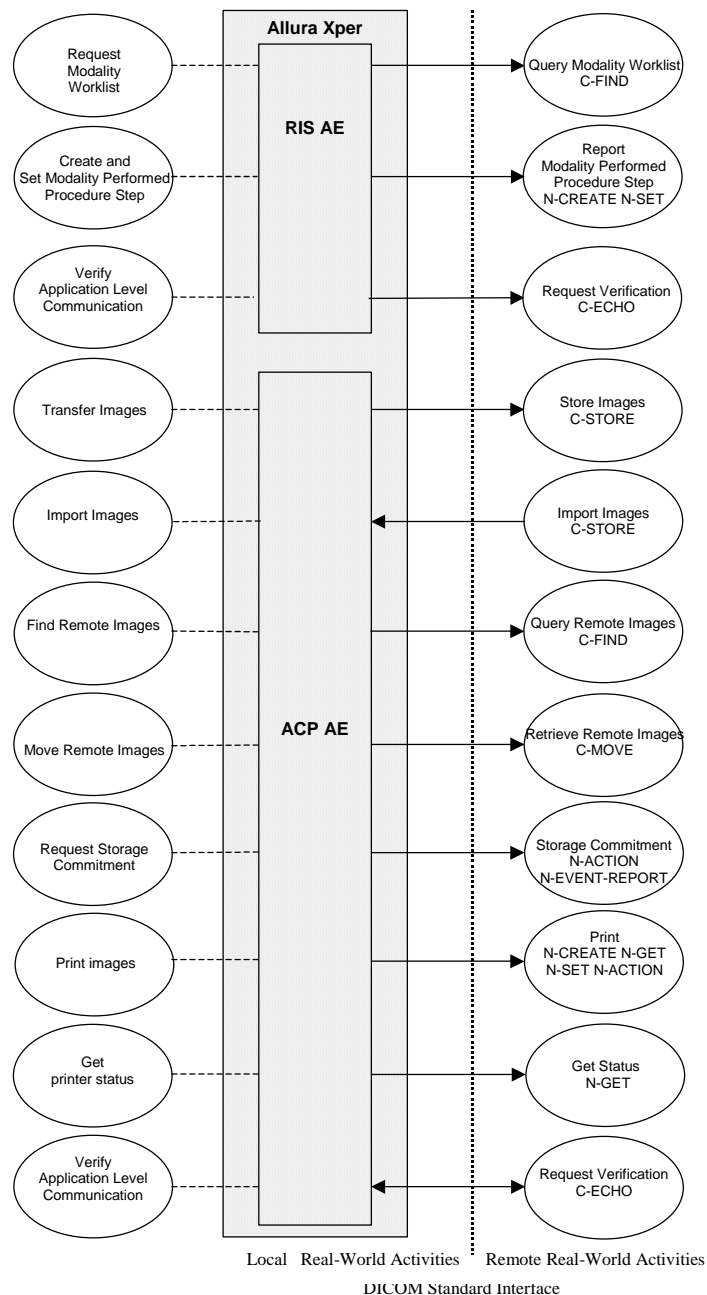 Allura Xper
Request
Modality
Worklist
RIS AE
Query Modality Worklist
C-FIND
Create and
Set Modality Performed
Procedure Step
Report
Modality Performed
Procedure Step
N-CREATE N-SET
Verify
Application Level
Communication
Request Verification
C-ECHO
Transfer Images
Store Images
C-STORE
Import Images
Import Images
C-STORE
Find Remote Images
Query Remote Images
C-FIND
Move Remote Images
ACP AE
Retrieve Remote Images
C-MOVE
Request Storage
Commitment
Storage Commitment
N-ACTION
N-EVENT-REPORT
Print images
Print
N-CREATE N-GET
N-SET N-ACTION
Get
printer status
Get Status
N-GET
Verify
Application Level
Communication
Request Verification
C-ECHO
Local Real-World Activities
Remote Real-World Activities
DICOM Standard Interface